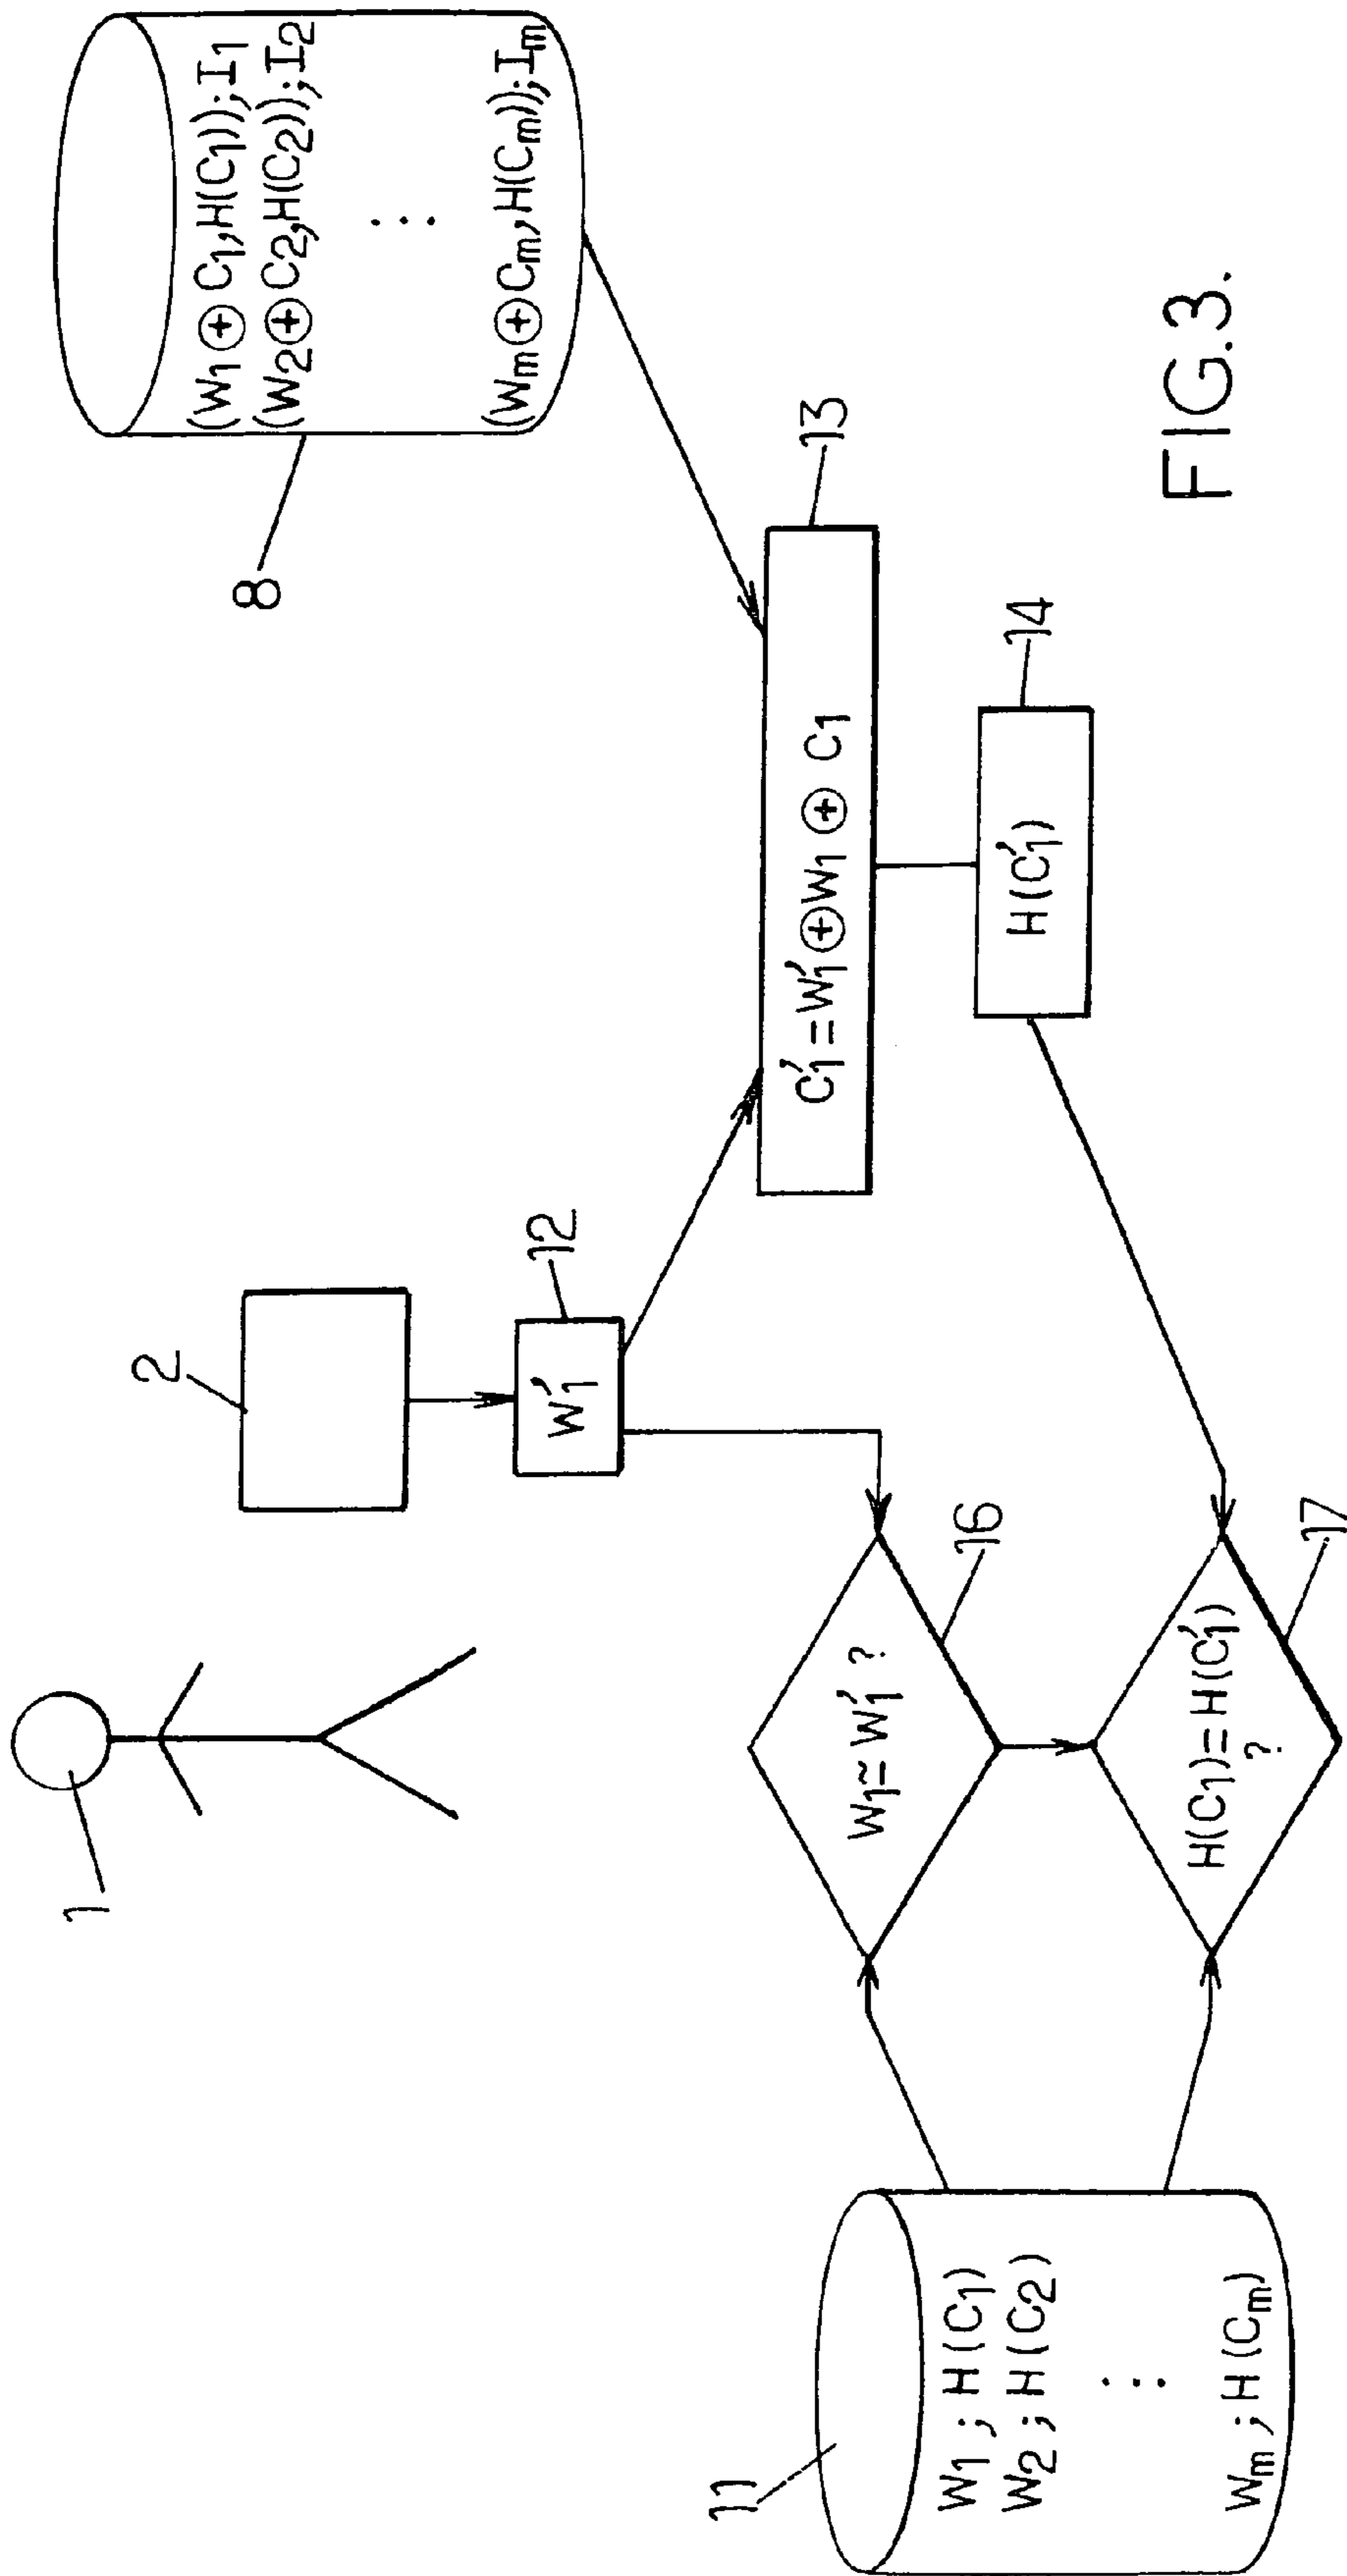 1
2
W'1
12
(W1 ⊕ C1,H(C1));I1
(W2 ⊕ C2,H(C2));I2
⋮
(Wm ⊕ Cm,H(Cm));Im
8
C'1=W'1⊕W1 ⊕ C1
13
H(C'1)
14
W1≃W'1 ?
16
H(C1)=H(C'1)
?
17
11
W1 ; H(C1)
W2 ; H(C2)
⋮
Wm ; H(Cm)
FIG.3.